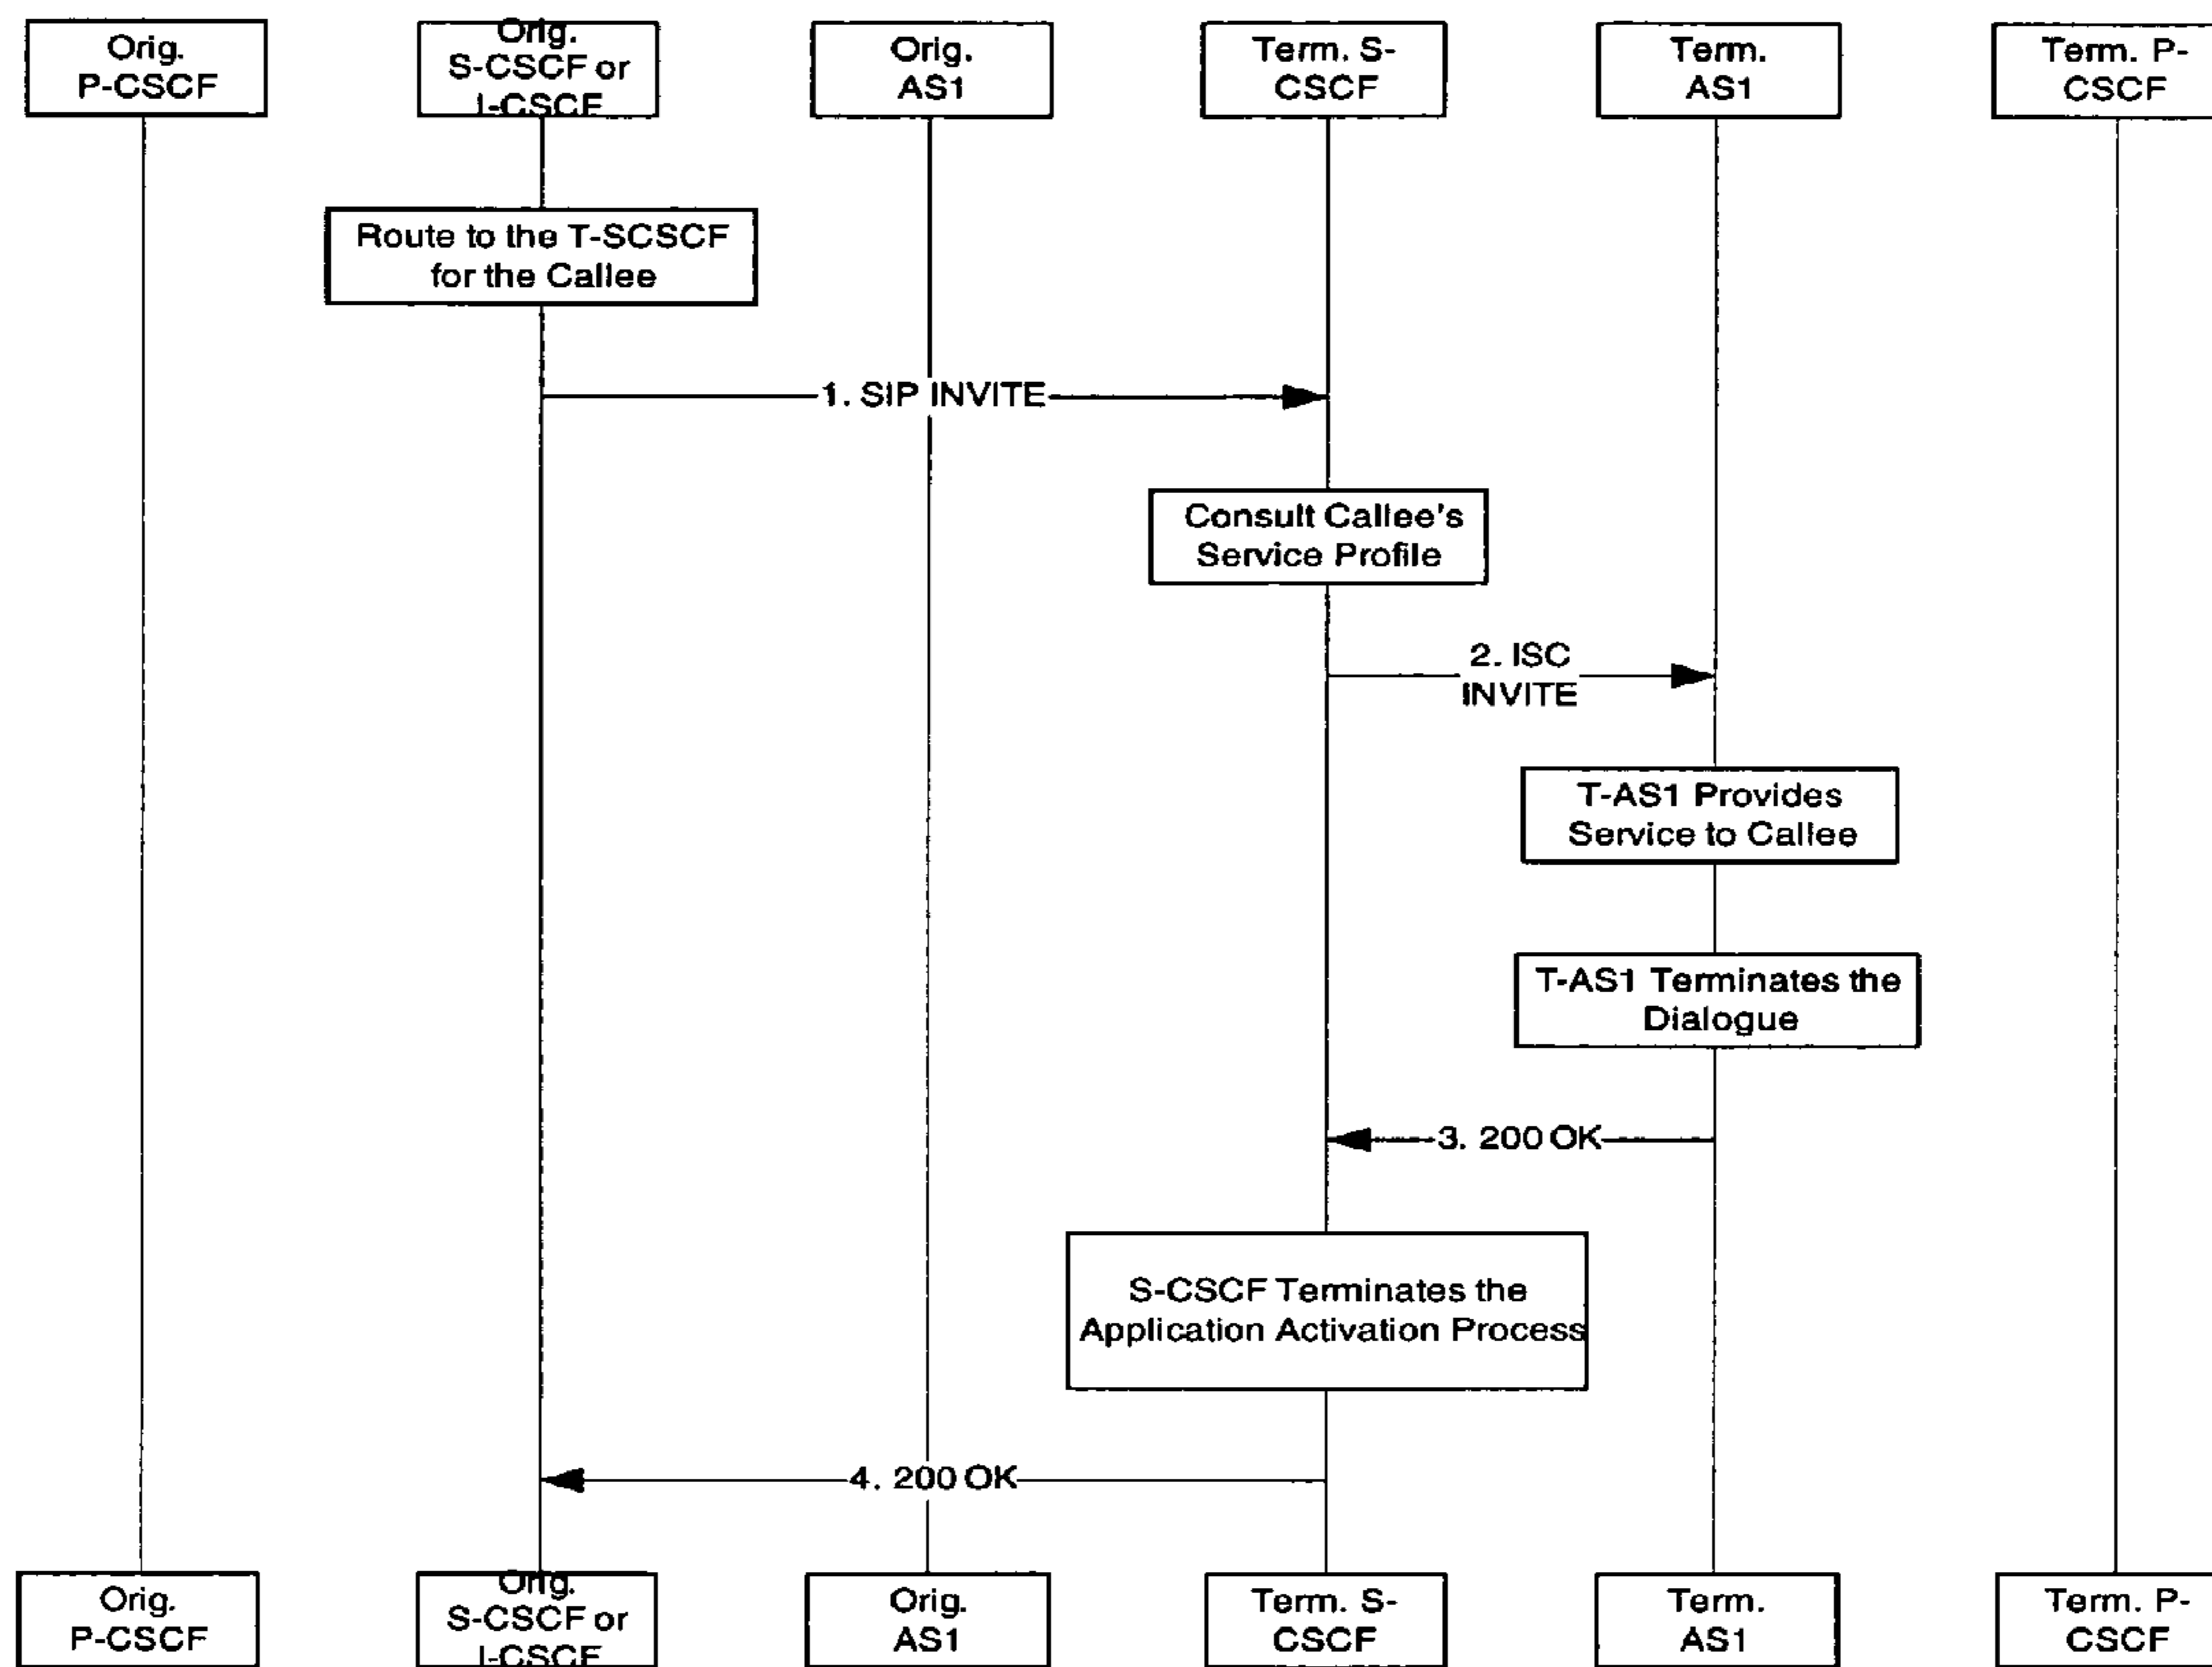 Orig.
P-CSCF
Orig.
S-CSCF or
I-CSCF
Orig.
AS1
Term. S-
CSCF
Term.
AS1
Term. P-
CSCF
Route to the T-SCSCF
for the Callee
1. SIP INVITE
Consult Callee's
Service Profile
2. ISC
INVITE
T-AS1 Provides
Service to Callee
T-AS1 Terminates the
Dialogue
3. 200 OK
S-CSCF Terminates the
Application Activation Process
4. 200 OK
Orig.
P-CSCF
Orig.
S-CSCF or
I-CSCF
Orig.
AS1
Term. S-
CSCF
Term.
AS1
Term. P-
CSCF